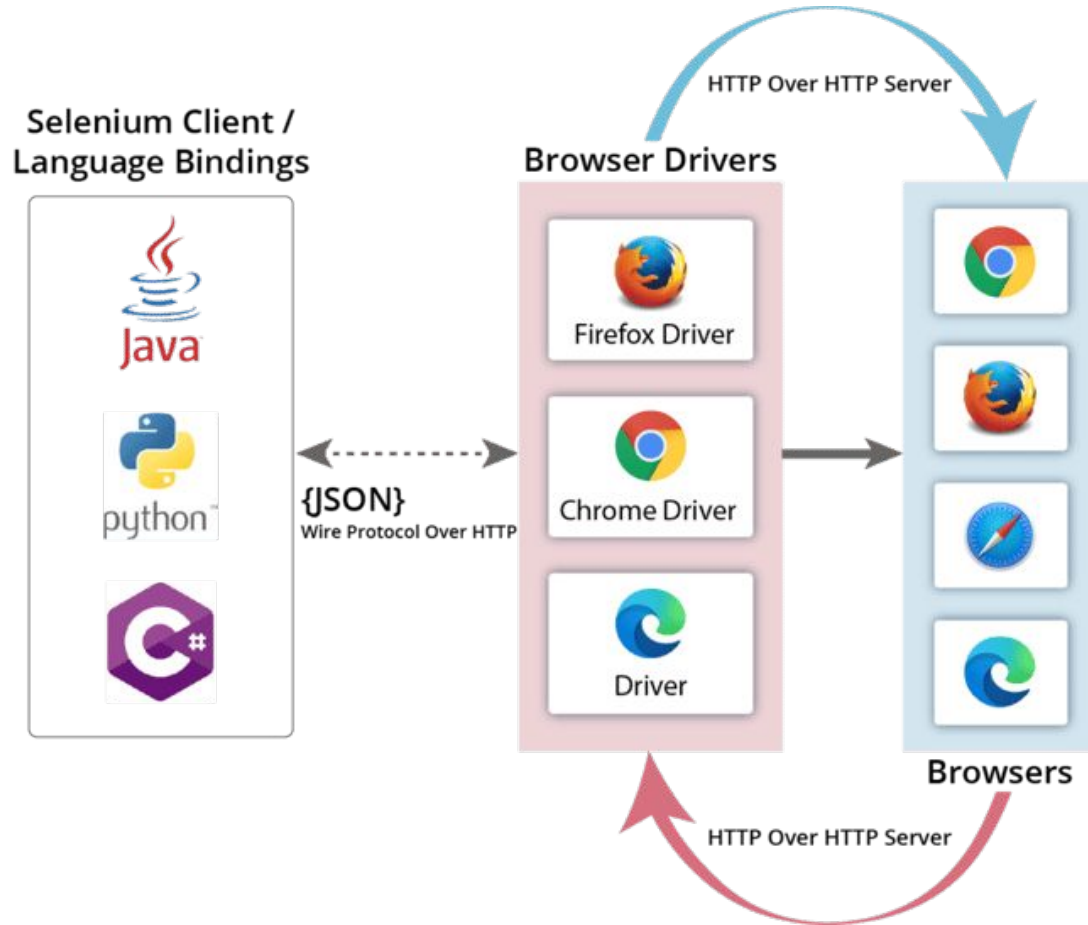 HTTP Over HTTP Server
Selenium Client /
Language Bindings
Browser Drivers
Java
Firefox Driver
python
{JSON}
Wire Protocol Over HTTP
Chrome Driver
C#
Driver
Browsers
HTTP Over HTTP Server